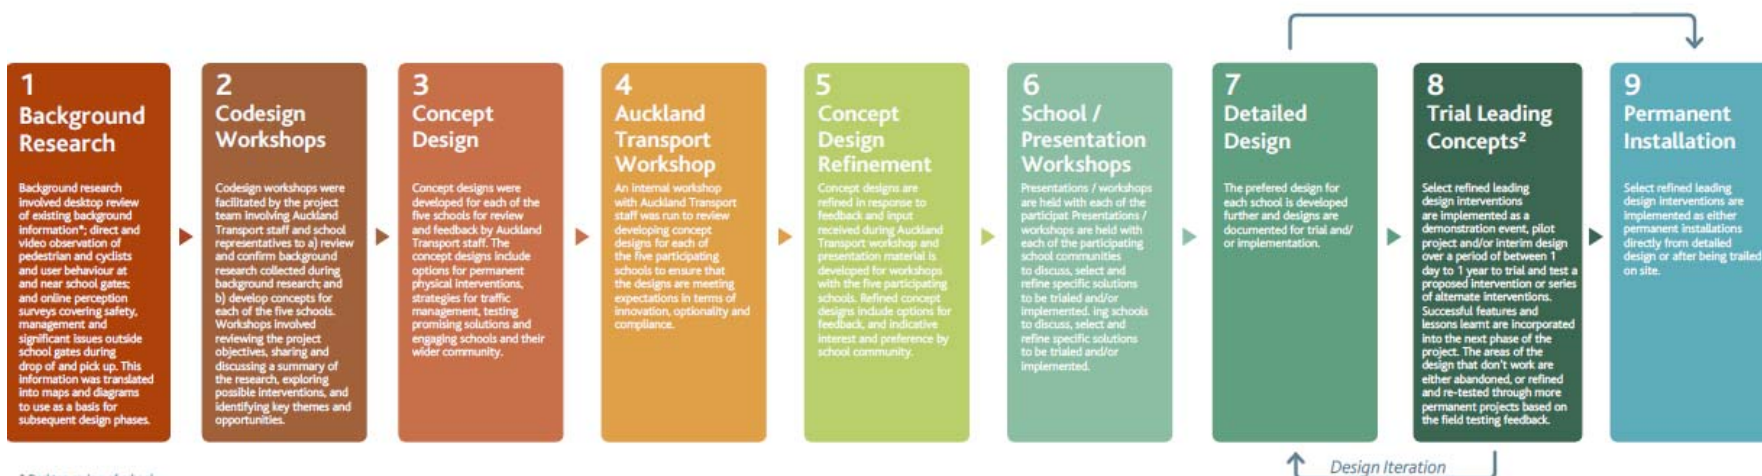 1
Background
Research
Background research
involved desktop review
of existing background
information*; direct and
video observation of
pedestrian and cyclists
and user behaviour at
and near school gates;
and online perception
surveys covering safety,
management and
significant issues outside
school gates during
drop of and pick up. This
information was translated
into maps and diagrams
to use as a basis for
subsequent design phases.
2
Codesign
Workshops
Codesign workshops were
facilitated by the project
team involving Auckland
Transport staff and school
representatives to a) review
and confirm background
research collected during
background research; and
b) develop concepts for
each of the five schools.
Workshops involved
reviewing the project
objectives, sharing and
discussing a summary of
the research, exploring
possible interventions, and
identifying key themes and
opportunities.
3
Concept
Design
Concept designs were
developed for each of the
five schools for review
and feedback by Auckland
Transport staff. The
concept designs include
options for permanent
physical interventions,
strategies for traffic
management, testing
promising solutions and
engaging schools and their
wider community.
4
Auckland
Transport
Workshop
An internal workshop
with Auckland Transport
staff was run to review
developing concept
designs for each of
the five participating
schools to ensure that
the designs are meeting
expectations in terms of
innovation, optionality and
compliance.
5
Concept
Design
Refinement
Concept designs are
refined in response to
feedback and input
received during Auckland
Transport workshop and
presentation material is
developed for workshops
with the five participating
schools. Refined concept
designs include options for
feedback, and indicative
interest and preference by
school community.
6
School /
Presentation
Workshops
Presentations / workshops
are held with each of the
participat Presentations /
workshops are held with
each of the participating
school communities
to discuss, select and
refine specific solutions
to be trialed and/or
implemented. ing schools
to discuss, select and
refine specific solutions
to be trialed and/or
implemented.
7
Detailed
Design
The prefered design for
each school is developed
further and designs are
documented for trial and/
or implementation.
8
Trial Leading
Concepts²
Select refined leading
design interventions
are implemented as a
demonstration event, pilot
project and/or interim design
over a period of between 1
day to 1 year to trial and test a
proposed intervention or series
of alternate interventions.
Successful features and
lessons learnt are incorporated
into the next phase of the
project. The areas of the
design that don't work are
either abandoned, or refined
and re-tested through more
permanent projects based on
the field testing feedback.
9
Permanent
Installation
Select refined leading
design interventions are
implemented as either
permanent installations
directly from detailed
design or after being trailed
on site.
Design Iteration